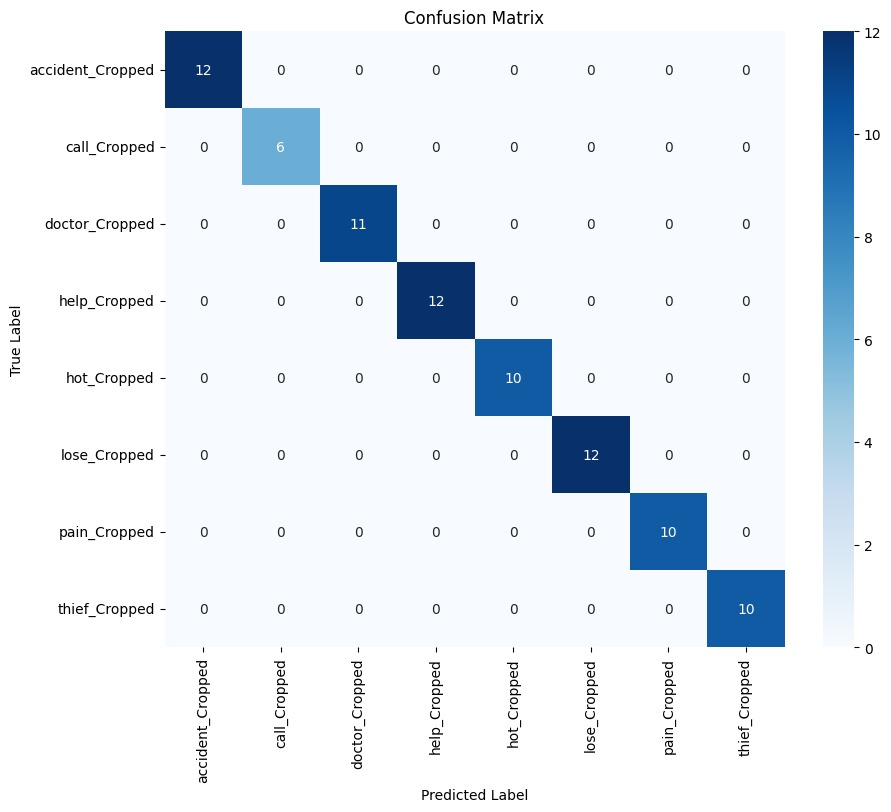 Confusion Matrix
accident_Cropped 12 0 0 0 0 0 0 0
call_Cropped 0 6 0 0 0 0 0 0
doctor_Cropped 0 0 11 0 0 0 0 0
help_Cropped 0 0 0 12 0 0 0 0
hot_Cropped 0 0 0 0 10 0 0 0
lose_Cropped 0 0 0 0 0 12 0 0
pain_Cropped 0 0 0 0 0 0 10 0
thief_Cropped 0 0 0 0 0 0 0 10
True Label
accident_Cropped
call_Cropped
doctor_Cropped
help_Cropped
hot_Cropped
lose_Cropped
pain_Cropped
thief_Cropped
Predicted Label
12
10
8
6
4
2
0